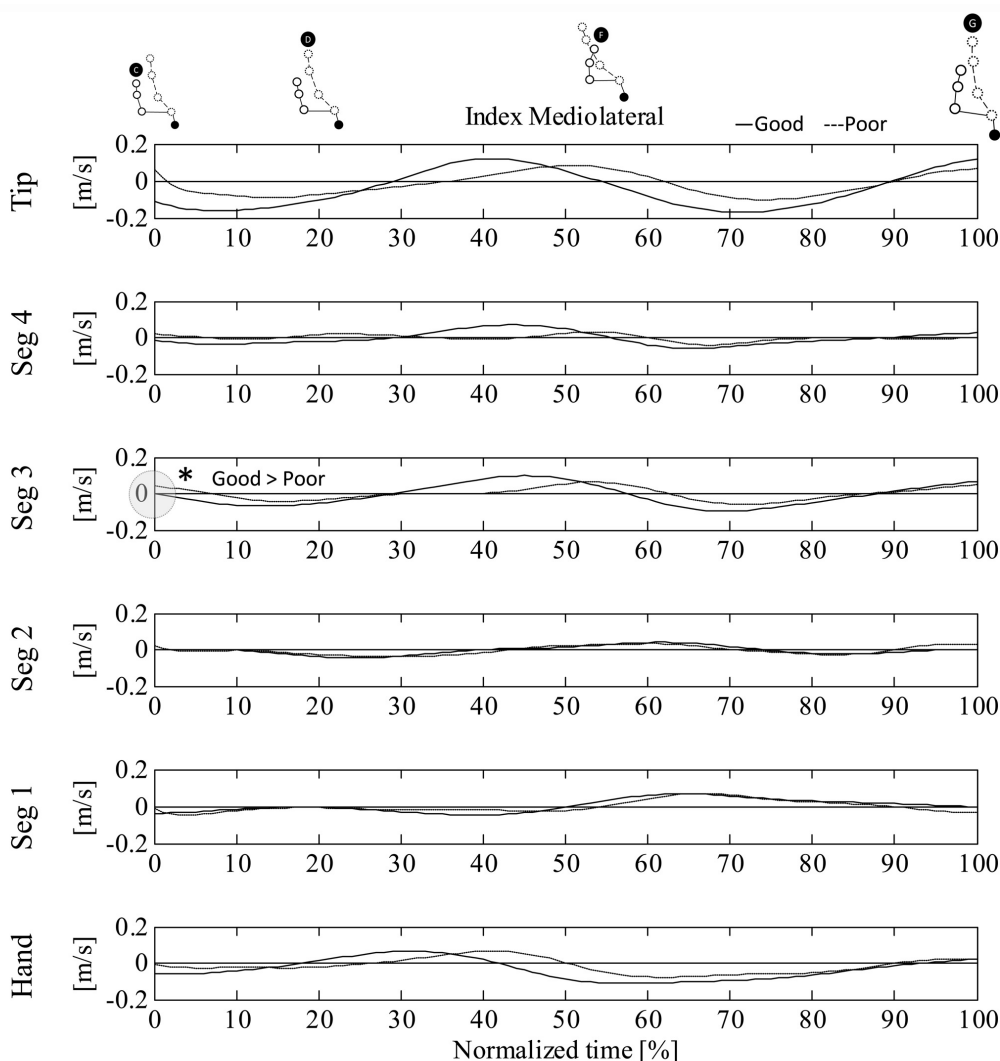 C D F G
Index Mediolateral
Good Poor
Tip [m/s] 0.2 0 -0.2
0 10 20 30 40 50 60 70 80 90 100
Seg 4 [m/s] 0.2 0 -0.2
0 10 20 30 40 50 60 70 80 90 100
Seg 3 [m/s] 0.2 0 -0.2
* Good > Poor
0 10 20 30 40 50 60 70 80 90 100
Seg 2 [m/s] 0.2 0 -0.2
0 10 20 30 40 50 60 70 80 90 100
Seg 1 [m/s] 0.2 0 -0.2
0 10 20 30 40 50 60 70 80 90 100
Hand [m/s] 0.2 0 -0.2
0 10 20 30 40 50 60 70 80 90 100
Normalized time [%]